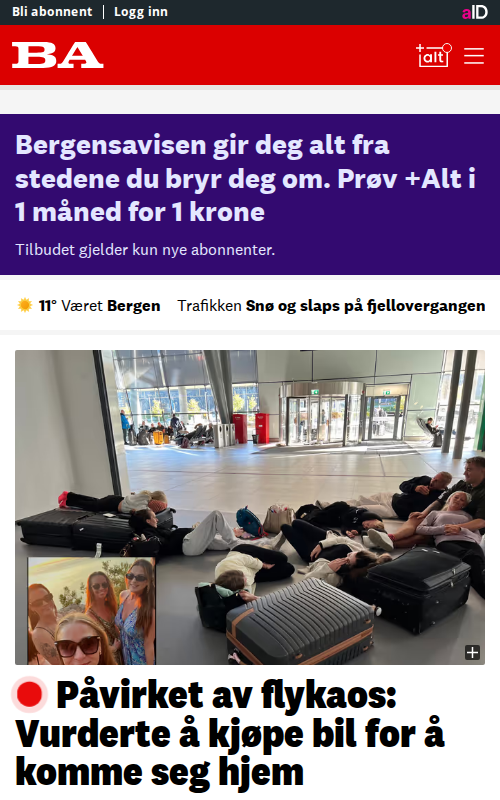 Bli abonnent | Logg inn
aID
BA
+alt
Bergensavisen gir deg alt fra
stedene du bryr deg om. Prøv +Alt i
1 måned for 1 krone
Tilbudet gjelder kun nye abonnenter.
11° Været Bergen Trafikken Snø og slaps på fjellovergangen
Påvirket av flykaos:
Vurderte å kjøpe bil for å
komme seg hjem